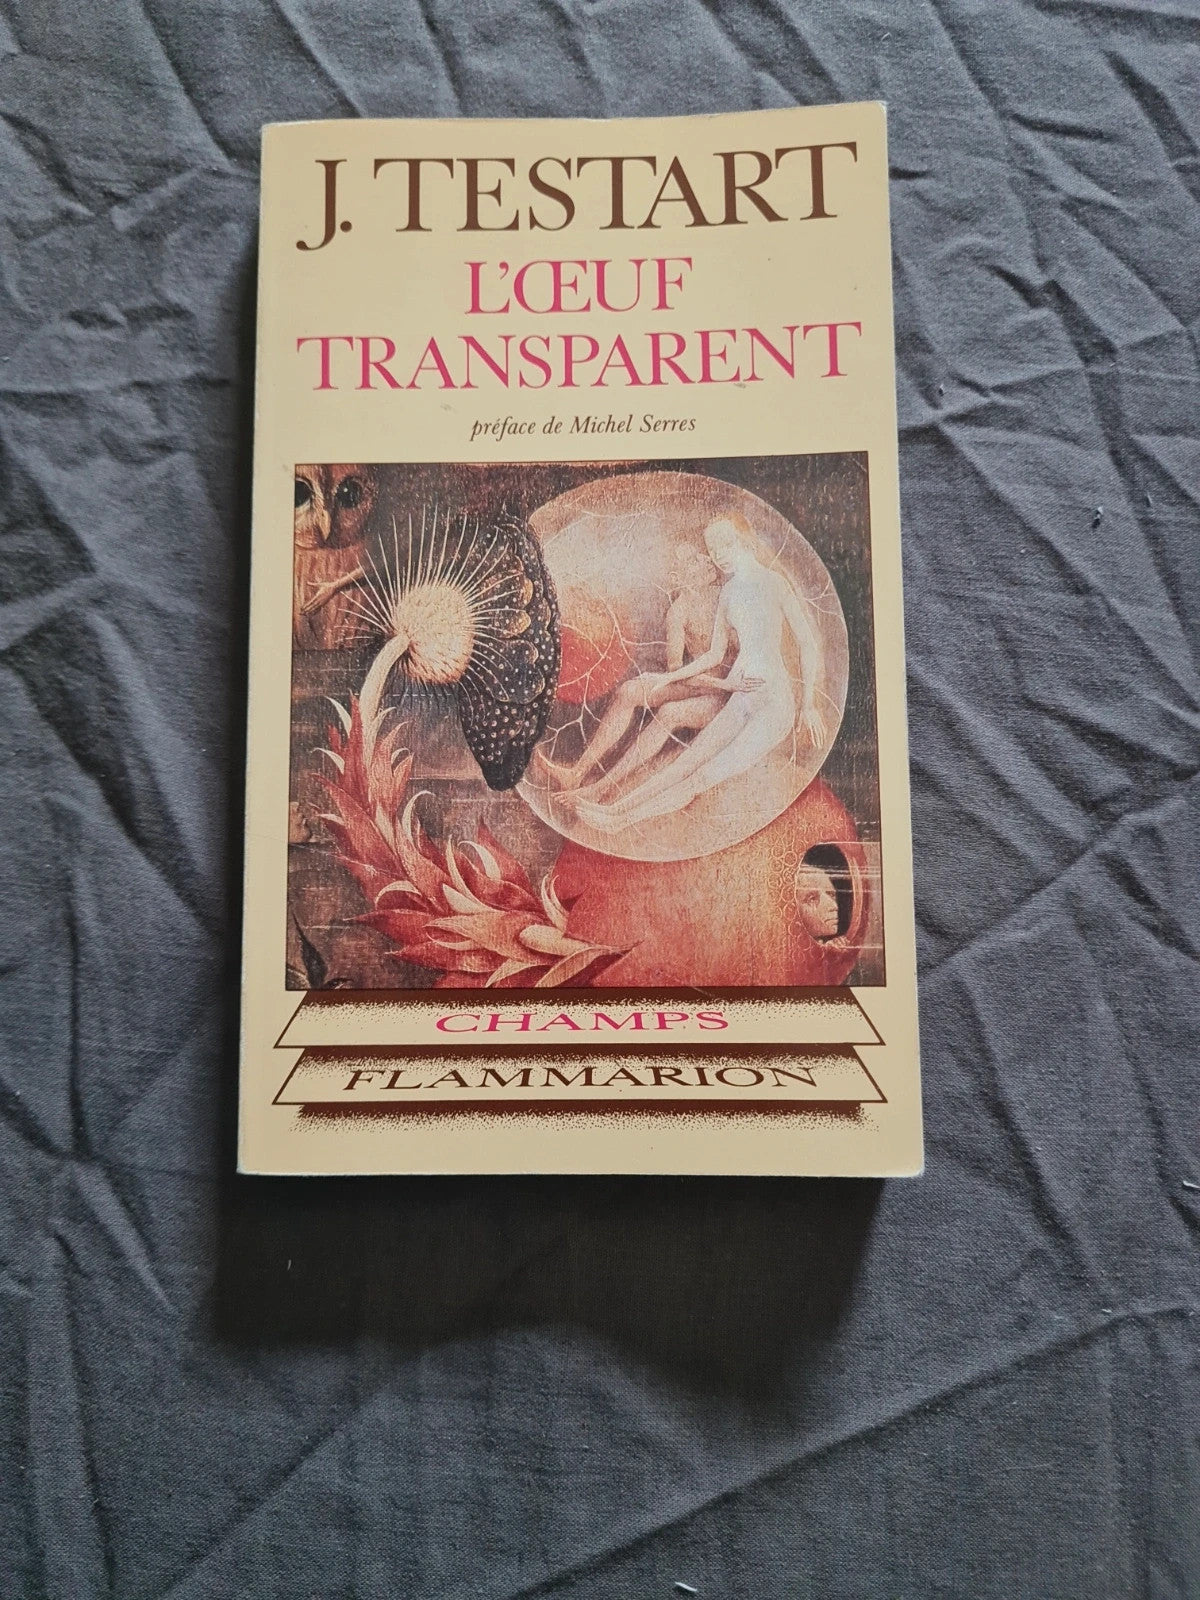 J. TESTART
L'ŒUF
TRANSPARENT
préface de Michel Serres
CHAMPS
FLAMMARION